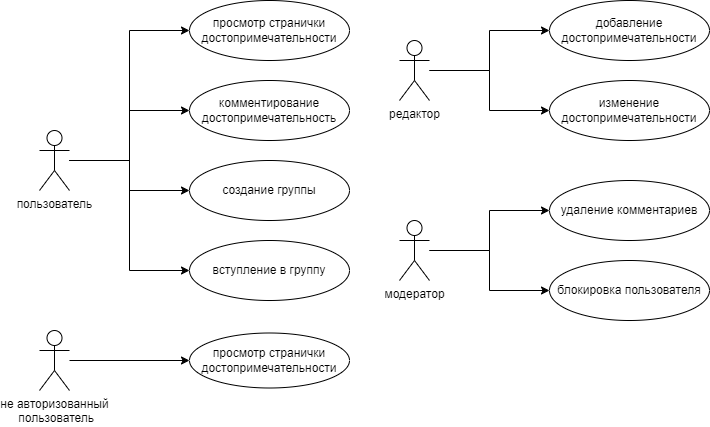 просмотр странички
достопримечательности
комментирование
достопримечательность
пользователь
создание группы
вступление в группу
просмотр странички
достопримечательности
не авторизованный
пользователь
добавление
достопримечательности
редактор
изменение
достопримечательности
удаление комментариев
модератор
блокировка пользователя